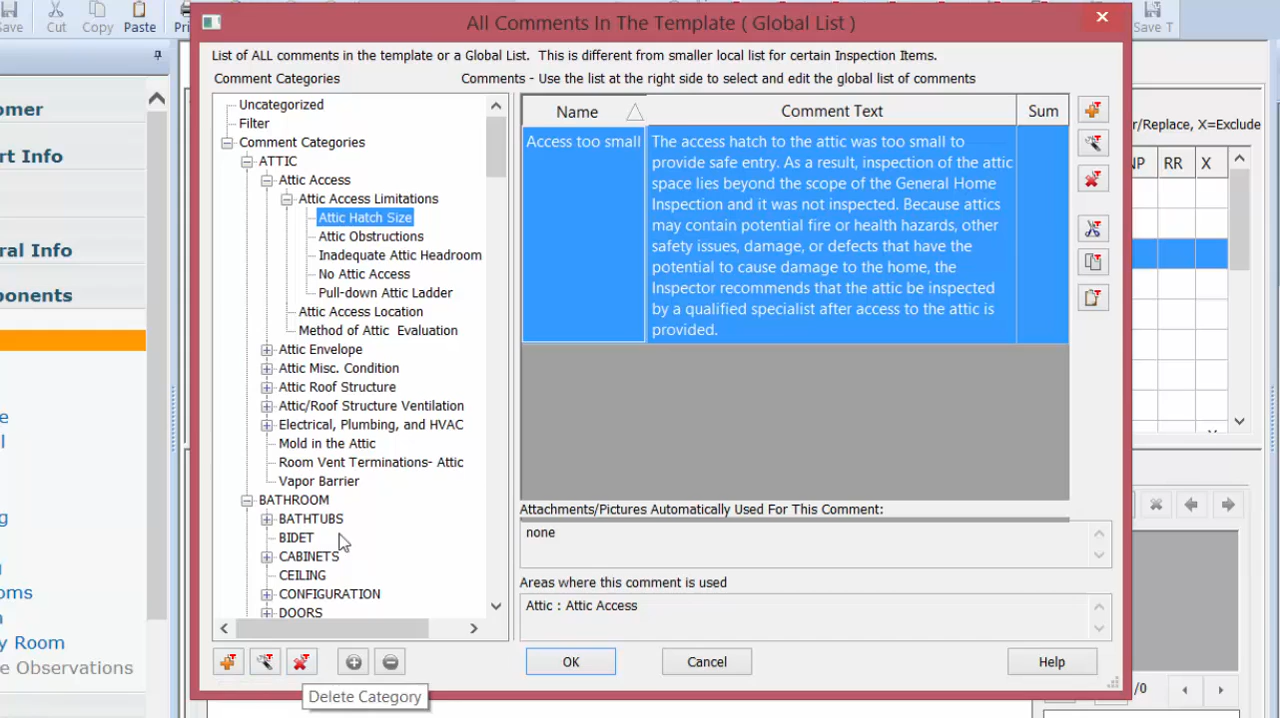 All Comments In The Template ( Global List )
ave
Cut
Copy
Paste
Pri
Save T
List of ALL comments in the template or a Global List.   This is different from smaller local list for certain Inspection Items.
Comment Categories
Comments - Use the list at the right side to select and edit the global list of comments
omer
rt Info
ral Info
ponents
e
l
g
oms
y Room
e Observations
Uncategorized
Filter
Comment Categories
ATTIC
Attic Access
Attic Access Limitations
Attic Hatch Size
Attic Obstructions
Inadequate Attic Headroom
No Attic Access
Pull-down Attic Ladder
Attic Access Location
Method of Attic  Evaluation
Attic Envelope
Attic Misc. Condition
Attic Roof Structure
Attic/Roof Structure Ventilation
Electrical, Plumbing, and HVAC
Mold in the Attic
Room Vent Terminations- Attic
Vapor Barrier
BATHROOM
BATHTUBS
BIDET
CABINETS
CEILING
CONFIGURATION
DOORS
Name
Comment Text
Sum
Access too small
The access hatch to the attic was too small to
provide safe entry. As a result, inspection of the attic
space lies beyond the scope of the General Home
Inspection and it was not inspected. Because attics
may contain potential fire or health hazards, other
safety issues, damage, or defects that have the
potential to cause damage to the home, the
Inspector recommends that the attic be inspected
by a qualified specialist after access to the attic is
provided.
r/Replace, X=Exclude
NP
RR
X
Attachments/Pictures Automatically Used For This Comment:
none
Areas where this comment is used
Attic : Attic Access
OK
Cancel
Help
/0
Delete Category